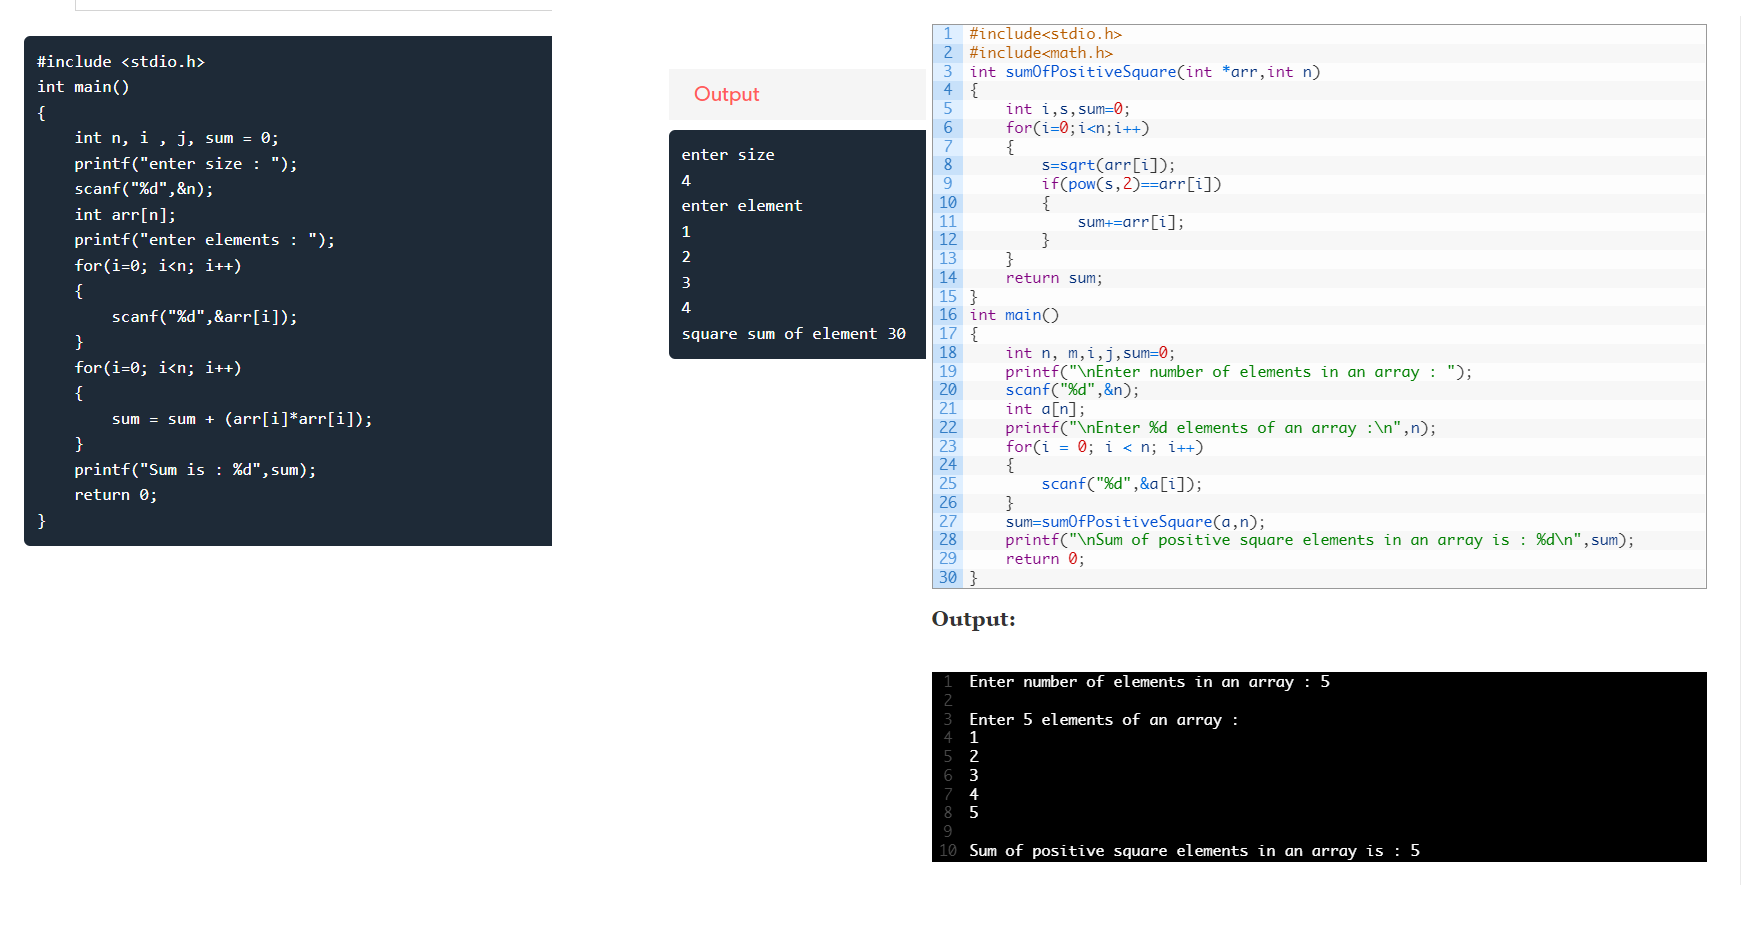 #include <stdio.h>
int main()
{
    int n, i , j, sum = 0;
    printf("enter size : ");
    scanf("%d",&n);
    int arr[n];
    printf("enter elements : ");
    for(i=0; i<n; i++)
    {
        scanf("%d",&arr[i]);
    }
    for(i=0; i<n; i++)
    {
        sum = sum + (arr[i]*arr[i]);
    }
    printf("Sum is : %d",sum);
    return 0;
}
Output
enter size
4
enter element
1
2
3
4
square sum of element 30
1 #include<stdio.h>
2 #include<math.h>
3 int sumOfPositiveSquare(int *arr,int n)
4 {
5     int i,s,sum=0;
6     for(i=0;i<n;i++)
7     {
8         s=sqrt(arr[i]);
9         if(pow(s,2)==arr[i])
10         {
11             sum+=arr[i];
12         }
13     }
14     return sum;
15 }
16 int main()
17 {
18     int n, m,i,j,sum=0;
19     printf("\nEnter number of elements in an array : ");
20     scanf("%d",&n);
21     int a[n];
22     printf("\nEnter %d elements of an array :\n",n);
23     for(i = 0; i < n; i++)
24     {
25         scanf("%d",&a[i]);
26     }
27     sum=sumOfPositiveSquare(a,n);
28     printf("\nSum of positive square elements in an array is : %d\n",sum);
29     return 0;
30 }
Output:
1 Enter number of elements in an array : 5
2
3 Enter 5 elements of an array :
4 1
5 2
6 3
7 4
8 5
9
10 Sum of positive square elements in an array is : 5